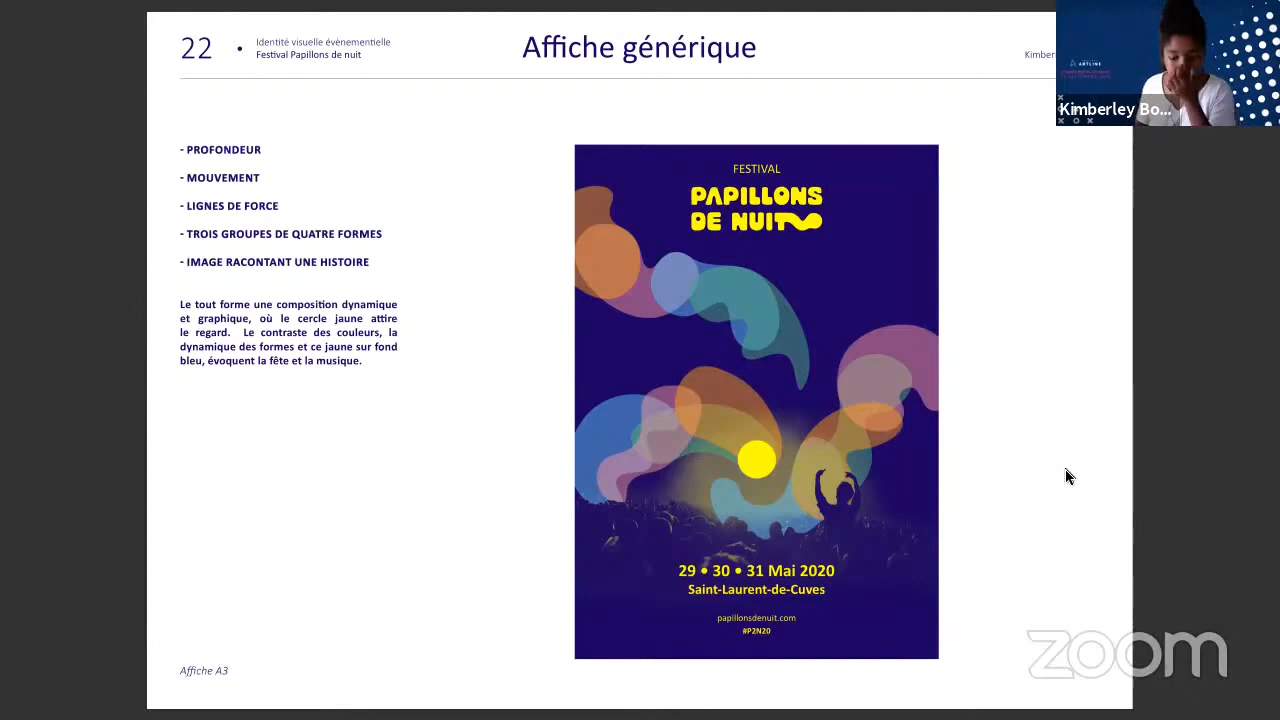 22
•
Identité visuelle évènementielle
Festival Papillons de nuit
Affiche générique
Kimber
ARTLINE
Kimberley Bo...
- PROFONDEUR
- MOUVEMENT
- LIGNES DE FORCE
- TROIS GROUPES DE QUATRE FORMES
- IMAGE RACONTANT UNE HISTOIRE
Le tout forme une composition dynamique
et graphique, où le cercle jaune attire
le regard. Le contraste des couleurs, la
dynamique des formes et ce jaune sur fond
bleu, évoquent la fête et la musique.
FESTIVAL
PAPILLONS
DE NUIT
29 • 30 • 31 Mai 2020
Saint-Laurent-de-Cuves
papillonsdenuit.com
#P2N20
Affiche A3
zoom